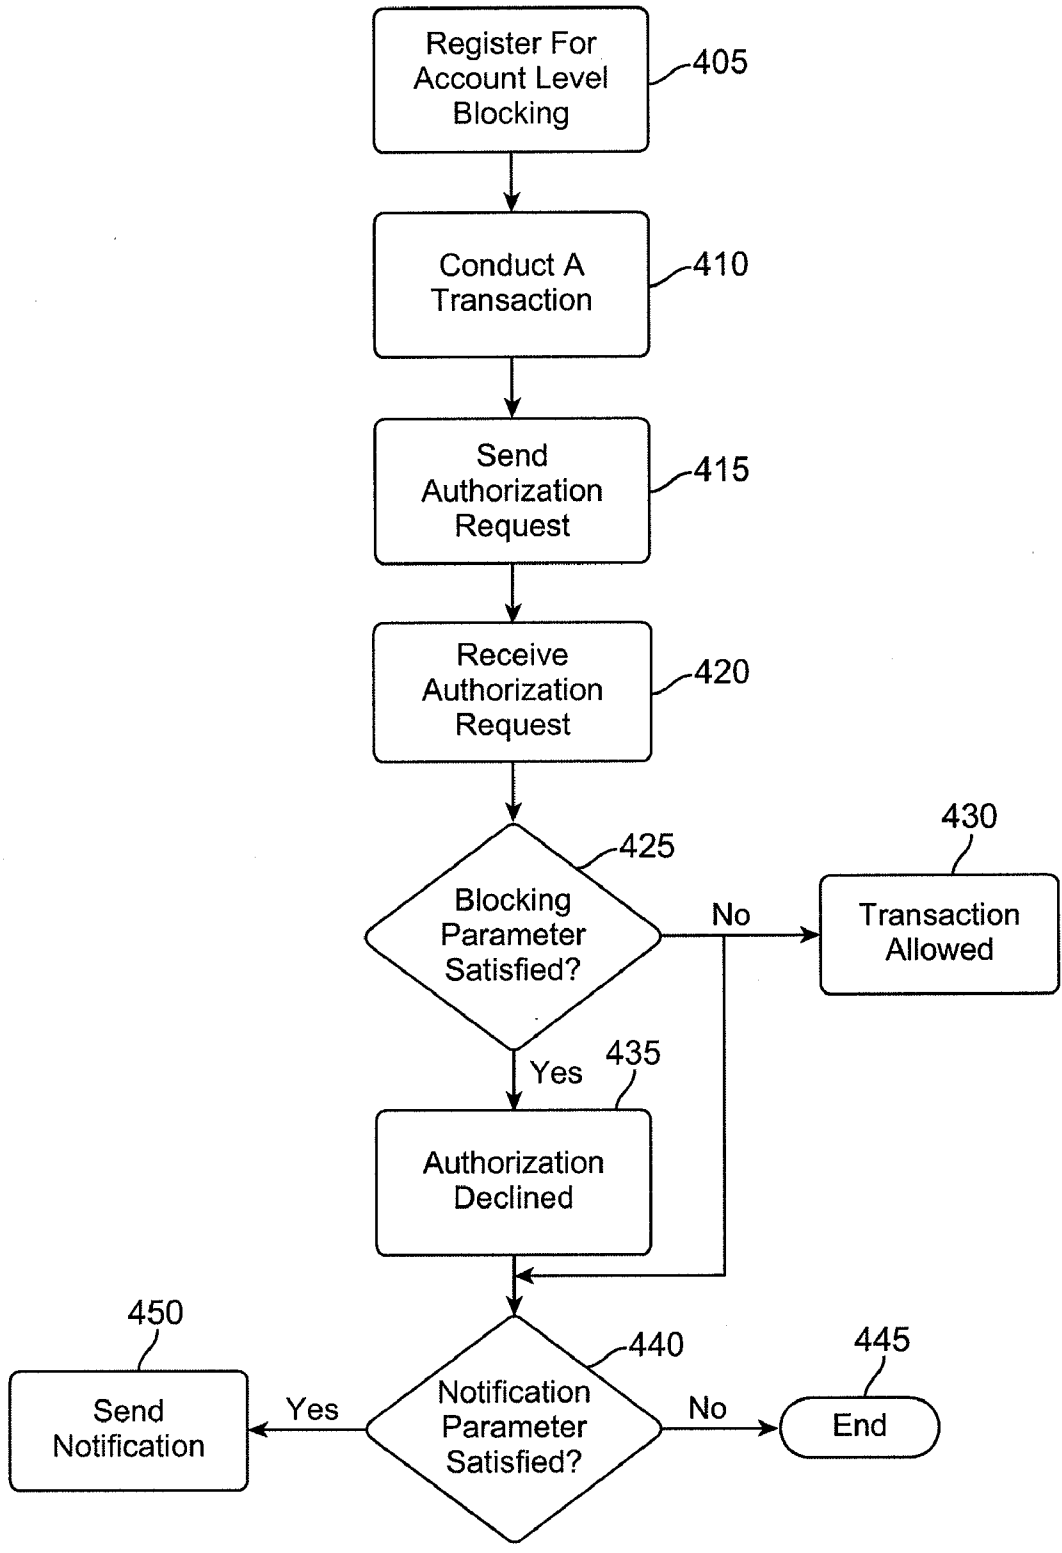 Register For
Account Level
Blocking
405
Conduct A
Transaction
410
Send
Authorization
Request
415
Receive
Authorization
Request
420
425
Blocking
Parameter
Satisfied?
No
430
Transaction
Allowed
Yes
435
Authorization
Declined
440
Notification
Parameter
Satisfied?
Yes
450
Send
Notification
No
445
End